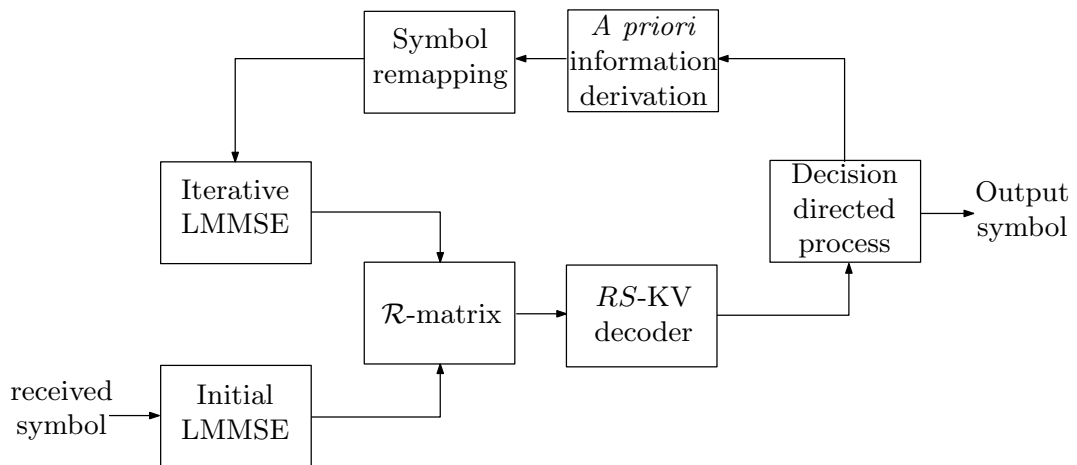 Symbol
remapping
A priori
information
derivation
Iterative
LMMSE
Decision
directed
process
Output
symbol
ℛ-matrix
RS-KV
decoder
received
symbol
Initial
LMMSE